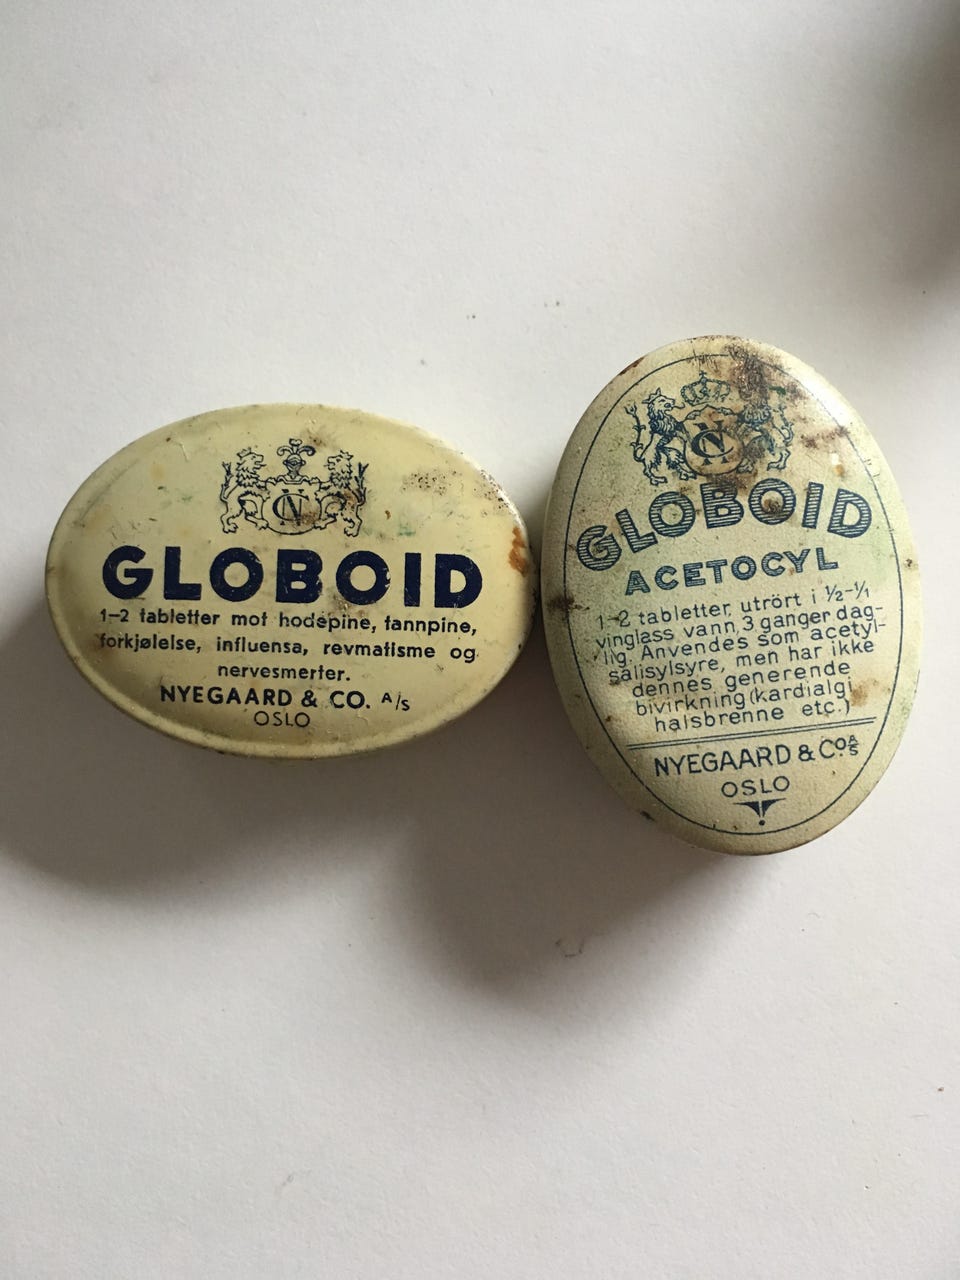 NC
GLOBOID
1-2 tabletter mot hodepine, tannpine,
forkjølelse, influensa, revmatisme og
nervesmerter.
NYEGAARD & CO. A/s
OSLO
NC
GLOBOID
ACETOCYL
1-2 tabletter, utrört i ½-1/1
vinglass vann, 3 ganger dag-
lig. Anvendes som acetyl-
salisylsyre, men har ikke
dennes generende
bivirkning (kardialgi
halsbrenne etc.)
NYEGAARD & Co A/S
OSLO